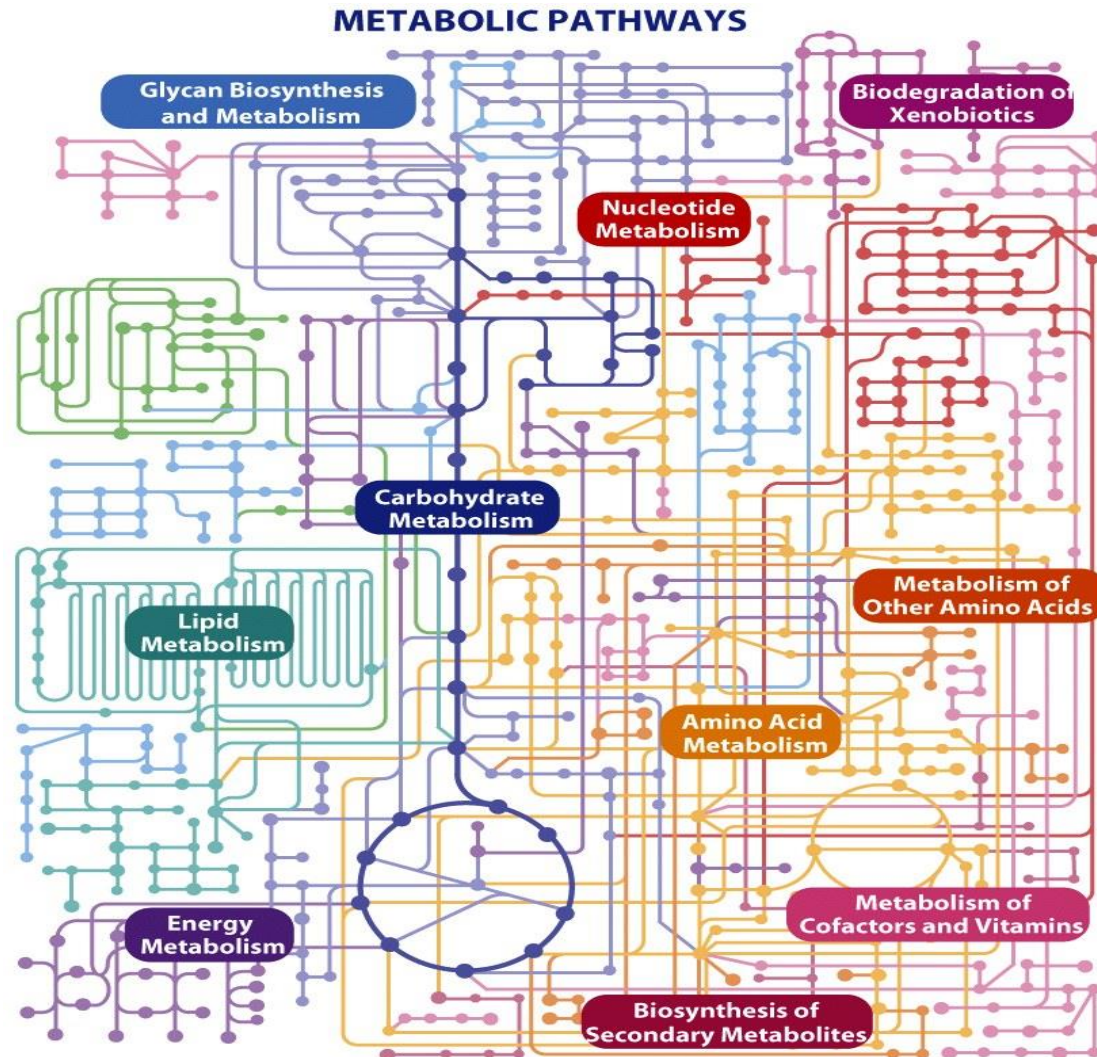 METABOLIC PATHWAYS
Glycan Biosynthesis
and Metabolism
Biodegradation of
Xenobiotics
Nucleotide
Metabolism
Carbohydrate
Metabolism
Metabolism of
Other Amino Acids
Lipid
Metabolism
Amino Acid
Metabolism
Metabolism of
Cofactors and Vitamins
Energy
Metabolism
Biosynthesis of
Secondary Metabolites